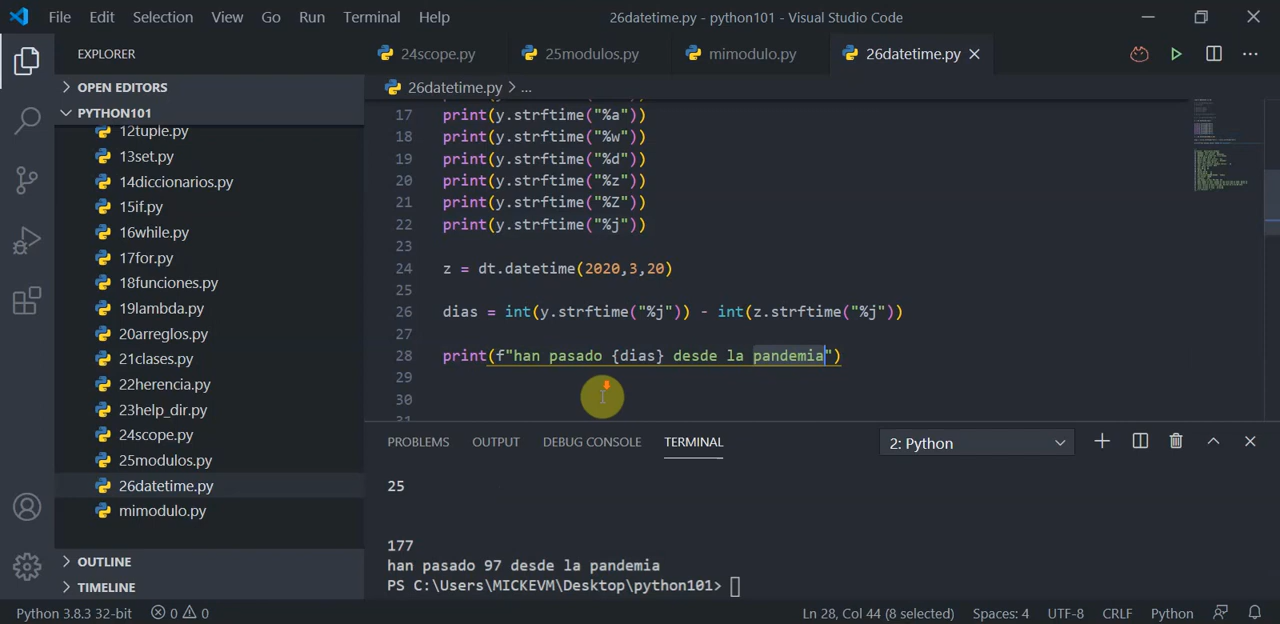 File Edit Selection View Go Run Terminal Help 26datetime.py - python101 - Visual Studio Code
EXPLORER
24scope.py 25modulos.py mimodulo.py 26datetime.py
OPEN EDITORS
26datetime.py > ...
PYTHON101
12tuple.py
13set.py
14diccionarios.py
15if.py
16while.py
17for.py
18funciones.py
19lambda.py
20arreglos.py
21clases.py
22herencia.py
23help_dir.py
24scope.py
25modulos.py
26datetime.py
mimodulo.py
OUTLINE
TIMELINE
17 print(y.strftime("%a"))
18 print(y.strftime("%w"))
19 print(y.strftime("%d"))
20 print(y.strftime("%z"))
21 print(y.strftime("%Z"))
22 print(y.strftime("%j"))
23
24 z = dt.datetime(2020,3,20)
25
26 dias = int(y.strftime("%j")) - int(z.strftime("%j"))
27
28 print(f"han pasado {dias} desde la pandemia")
29
30
31
PROBLEMS OUTPUT DEBUG CONSOLE TERMINAL 2: Python
25
177
han pasado 97 desde la pandemia
PS C:\Users\MICKEVM\Desktop\python101>
Python 3.8.3 32-bit 0 0 Ln 28, Col 44 (8 selected) Spaces: 4 UTF-8 CRLF Python